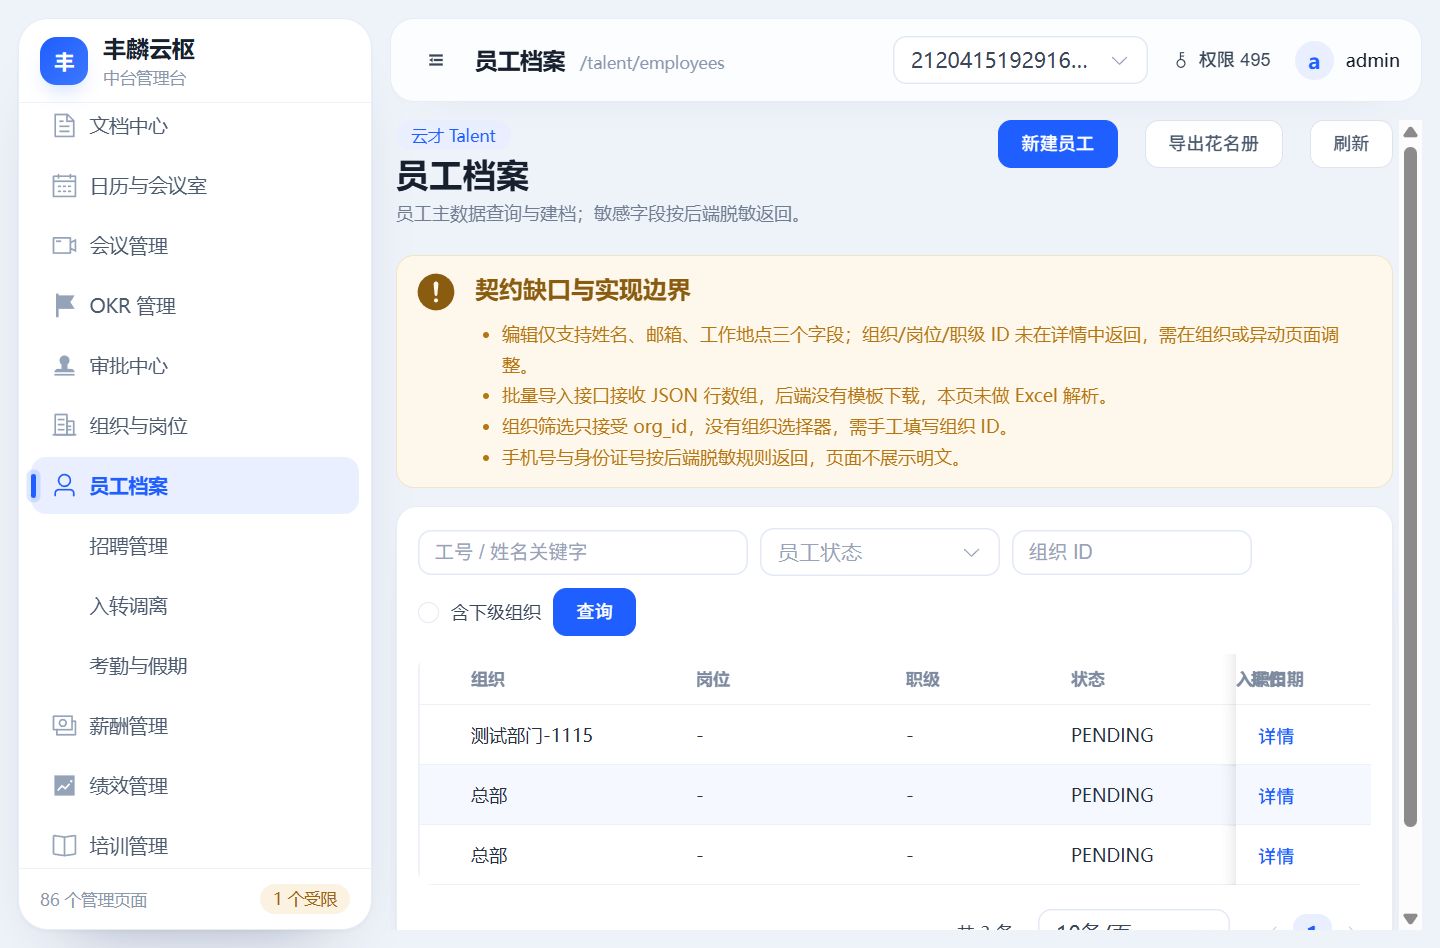 丰
丰麟云枢
中台管理台
文档中心
日历与会议室
会议管理
OKR 管理
审批中心
组织与岗位
员工档案
招聘管理
入转调离
考勤与假期
薪酬管理
绩效管理
培训管理
86 个管理页面
1 个受限
员工档案
/talent/employees
2120415192916...
权限 495
a
admin
云才 Talent
员工档案
员工主数据查询与建档；敏感字段按后端脱敏返回。
新建员工
导出花名册
刷新
契约缺口与实现边界
编辑仅支持姓名、邮箱、工作地点三个字段；组织/岗位/职级 ID 未在详情中返回，需在组织或异动页面调
整。
批量导入接口接收 JSON 行数组，后端没有模板下载，本页未做 Excel 解析。
组织筛选只接受 org_id，没有组织选择器，需手工填写组织 ID。
手机号与身份证号按后端脱敏规则返回，页面不展示明文。
工号 / 姓名关键字
员工状态
组织 ID
含下级组织
查询
组织 岗位 职级 状态 操作
测试部门-1115 - - PENDING 详情
总部 - - PENDING 详情
总部 - - PENDING 详情
10条/页
1